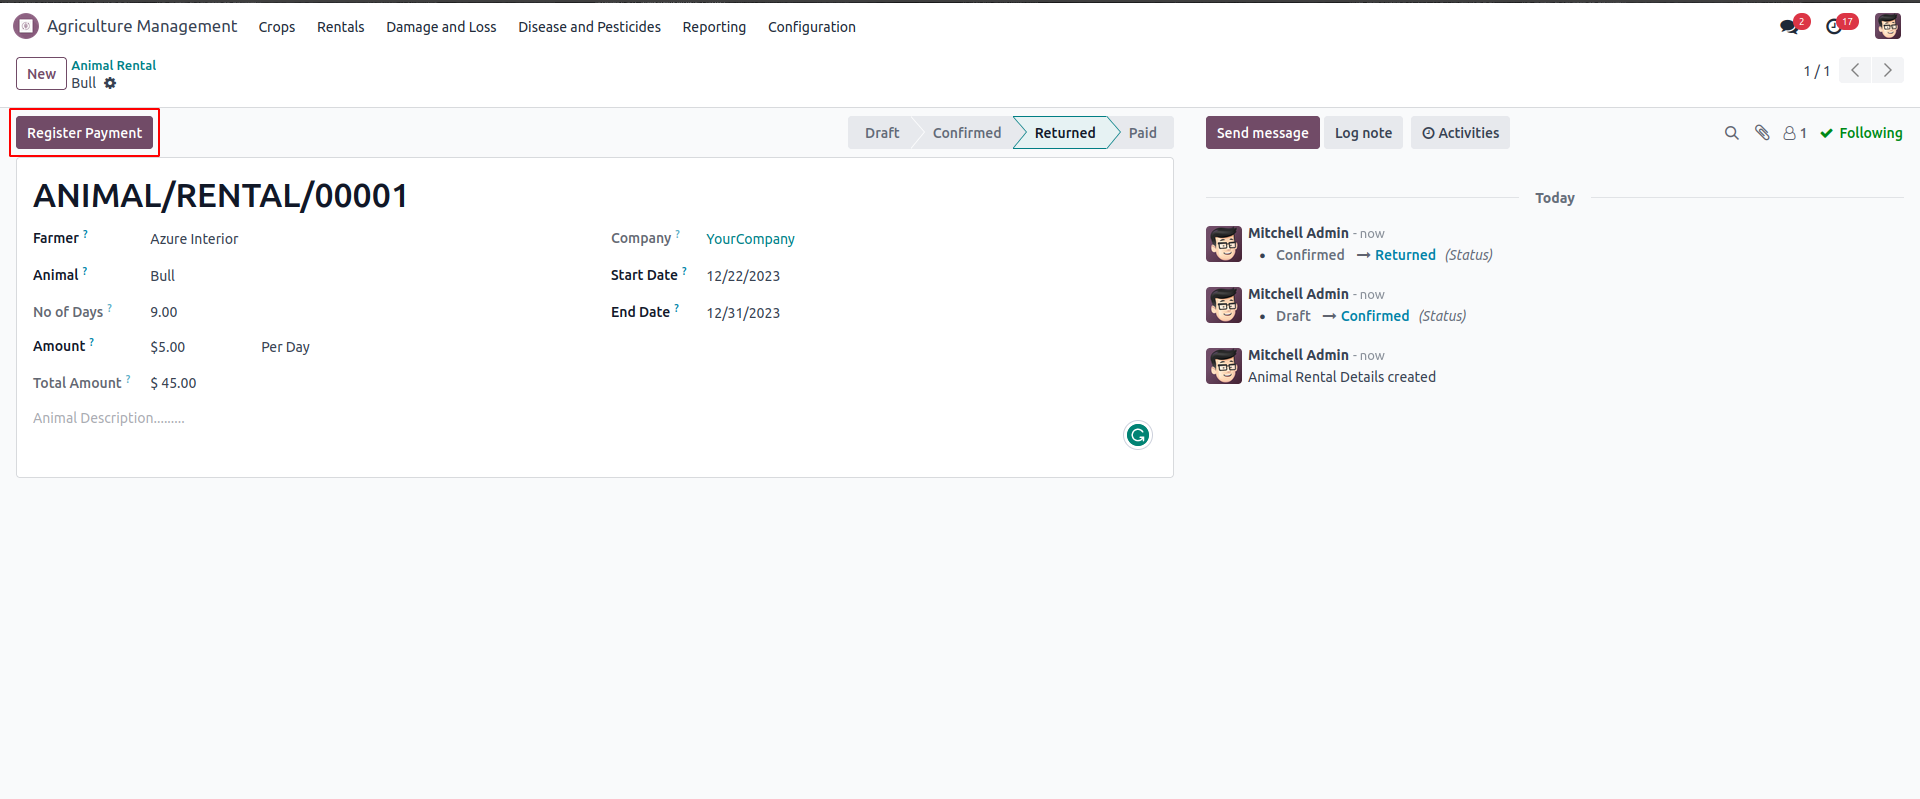 Agriculture Management Crops Rentals Damage and Loss Disease and Pesticides Reporting Configuration 2 17
New Animal Rental
Bull
1 / 1
Register Payment
Draft Confirmed Returned Paid
Send message Log note Activities 1 Following
ANIMAL/RENTAL/00001
Farmer ? Azure Interior
Company ? YourCompany
Animal ? Bull
Start Date ? 12/22/2023
No of Days ? 9.00
End Date ? 12/31/2023
Amount ? $5.00 Per Day
Total Amount ? $ 45.00
Animal Description.........
Today
Mitchell Admin - now
• Confirmed → Returned (Status)
Mitchell Admin - now
• Draft → Confirmed (Status)
Mitchell Admin - now
Animal Rental Details created